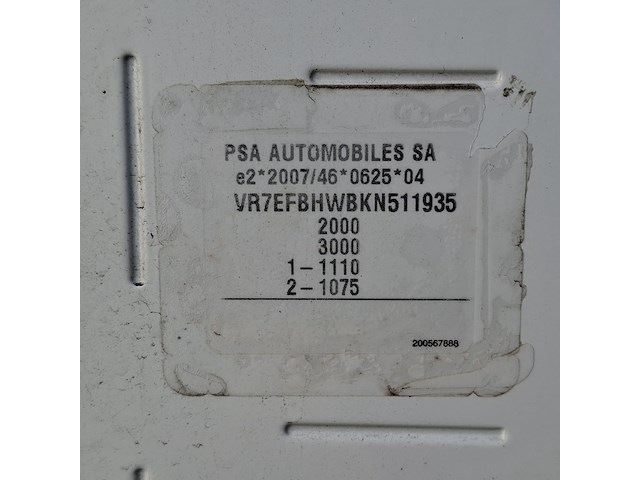 PSA AUTOMOBILES SA
e2*2007/46*0625*04
VR7EFBHWBKN511935
2000
3000
1-1110
2-1075
200567888